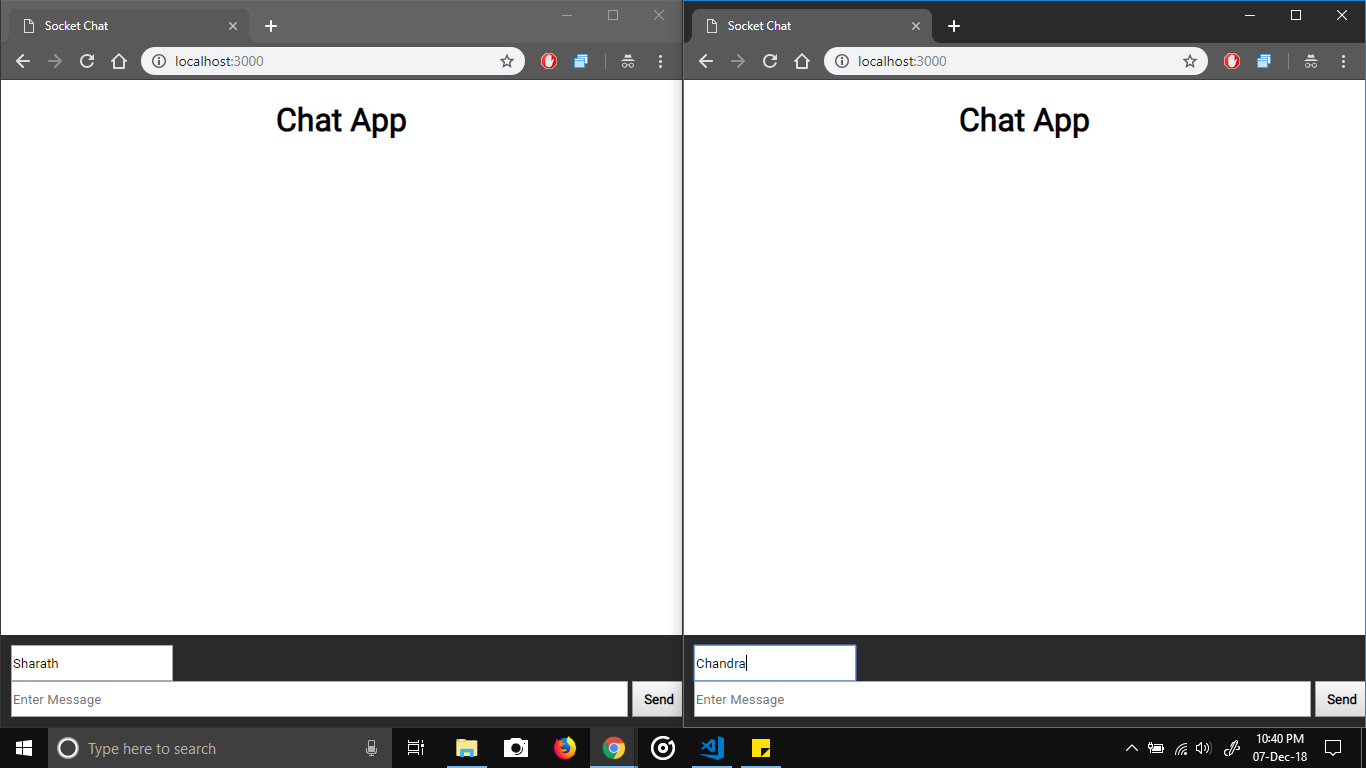 Socket Chat
localhost:3000
Chat App
Sharath
Enter Message
Send
Socket Chat
localhost:3000
Chat App
Chandra
Enter Message
Send
Type here to search
10:40 PM
07-Dec-18